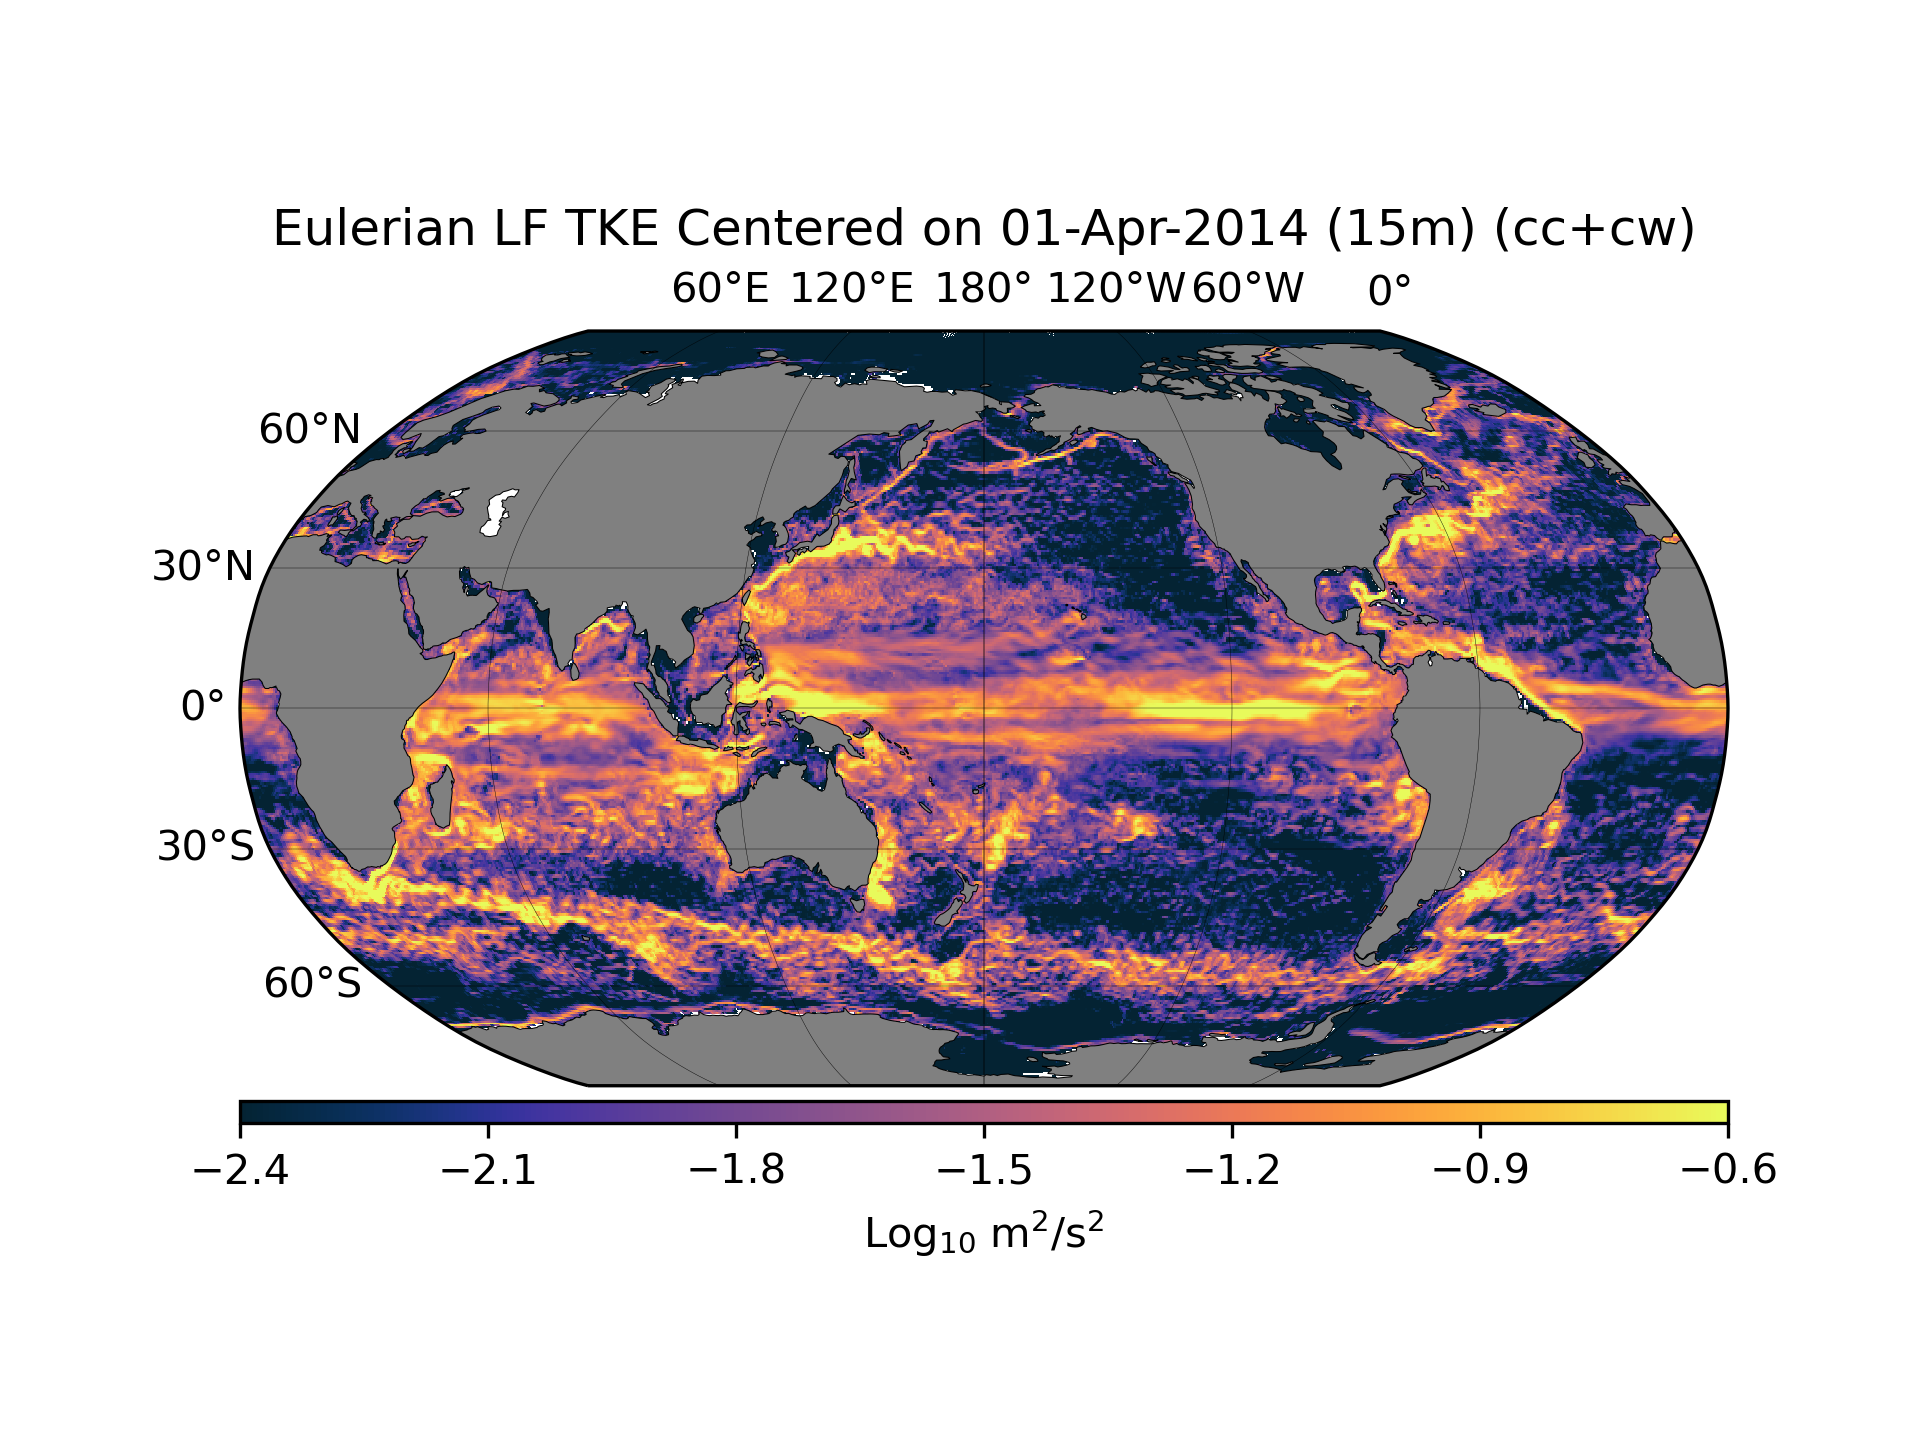 Eulerian LF TKE Centered on 01-Apr-2014 (15m) (cc+cw)
60°E 120°E 180° 120°W 60°W 0°
60°N
30°N
0°
30°S
60°S
−2.4 −2.1 −1.8 −1.5 −1.2 −0.9 −0.6
Log₁₀ m²/s²